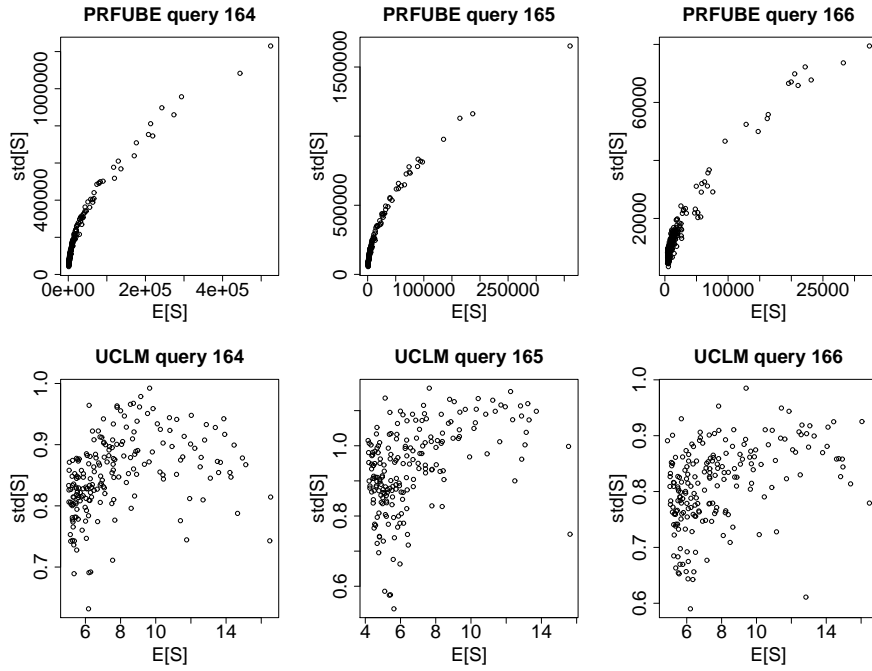 PRFUBE query 164
std[S]
0
400000
1000000
0e+00
2e+05
4e+05
E[S]
PRFUBE query 165
std[S]
0
500000
1500000
0
100000
250000
E[S]
PRFUBE query 166
std[S]
20000
60000
0
10000
25000
E[S]
UCLM query 164
std[S]
0.7
0.8
0.9
1.0
6
8
10
14
E[S]
UCLM query 165
std[S]
0.6
0.8
1.0
4
6
8
10
14
E[S]
UCLM query 166
std[S]
0.6
0.7
0.8
0.9
1.0
6
8
10
14
E[S]